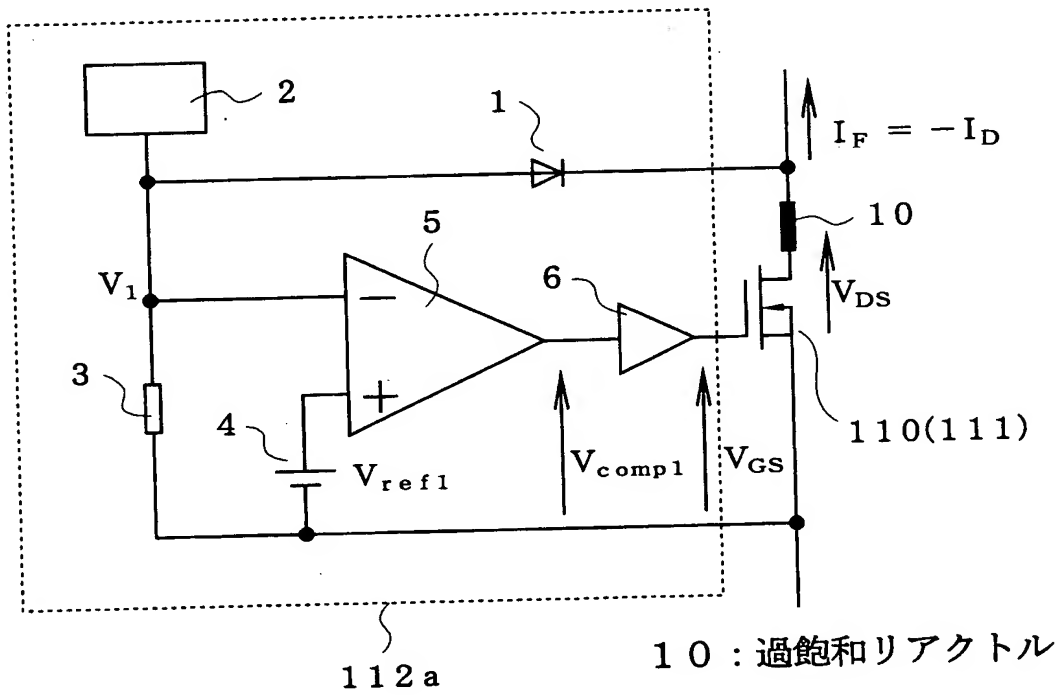 2
1
I_F = −I_D
10
5
6
V_1
V_DS
3
4
110(111)
V_ref1
V_comp1
V_GS
112a
10：過飽和リアクトル